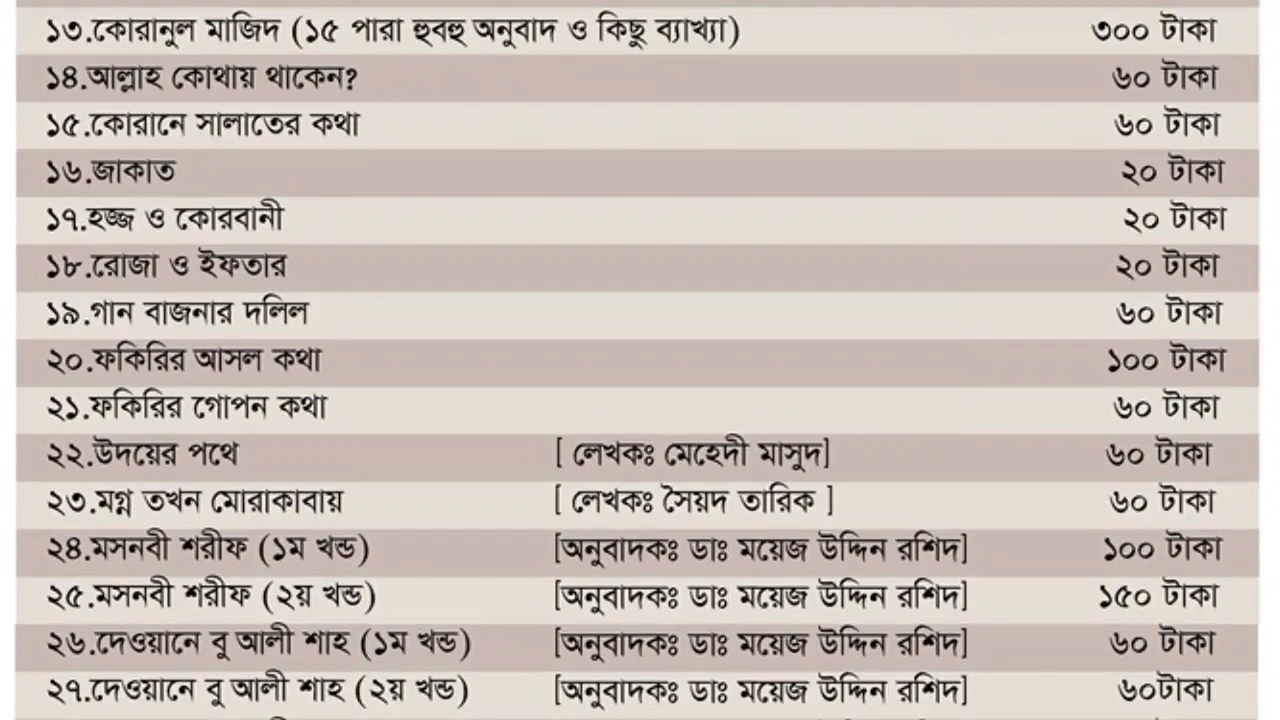 ১৩.কোরানুল মাজিদ (১৫ পারা হুবহু অনুবাদ ও কিছু ব্যাখ্যা) ৩০০ টাকা
১৪.আল্লাহ কোথায় থাকেন? ৬০ টাকা
১৫.কোরানে সালাতের কথা ৬০ টাকা
১৬.জাকাত ২০ টাকা
১৭.হজ্জ ও কোরবানী ২০ টাকা
১৮.রোজা ও ইফতার ২০ টাকা
১৯.গান বাজনার দলিল ৬০ টাকা
২০.ফকিরির আসল কথা ১০০ টাকা
২১.ফকিরির গোপন কথা ৬০ টাকা
২২.উদয়ের পথে [ লেখকঃ মেহেদী মাসুদ] ৬০ টাকা
২৩.মগ্ন তখন মোরাকাবায় [ লেখকঃ সৈয়দ তারিক ] ৬০ টাকা
২৪.মসনবী শরীফ (১ম খন্ড) [অনুবাদকঃ ডাঃ ময়েজ উদ্দিন রশিদ] ১০০ টাকা
২৫.মসনবী শরীফ (২য় খন্ড) [অনুবাদকঃ ডাঃ ময়েজ উদ্দিন রশিদ] ১৫০ টাকা
২৬.দেওয়ানে বু আলী শাহ (১ম খন্ড) [অনুবাদকঃ ডাঃ ময়েজ উদ্দিন রশিদ] ৬০ টাকা
২৭.দেওয়ানে বু আলী শাহ (২য় খন্ড) [অনুবাদকঃ ডাঃ ময়েজ উদ্দিন রশিদ] ৬০টাকা